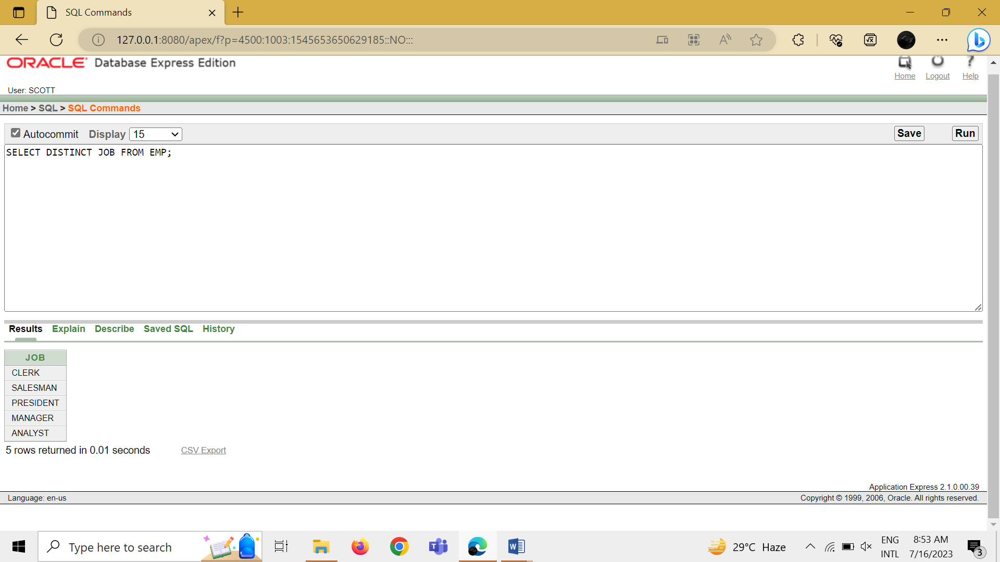 SQL Commands
127.0.0.1:8080/apex/f?p=4500:1003:1545653650629185::NO:::
ORACLE Database Express Edition
Home Logout Help
User: SCOTT
Home > SQL > SQL Commands
Autocommit Display 15 Save Run
SELECT DISTINCT JOB FROM EMP;
Results Explain Describe Saved SQL History
JOB
CLERK
SALESMAN
PRESIDENT
MANAGER
ANALYST
5 rows returned in 0.01 seconds CSV Export
Application Express 2.1.0.00.39
Language: en-us Copyright © 1999, 2006, Oracle. All rights reserved.
Type here to search
29°C Haze
ENG
INTL
8:53 AM
7/16/2023
3